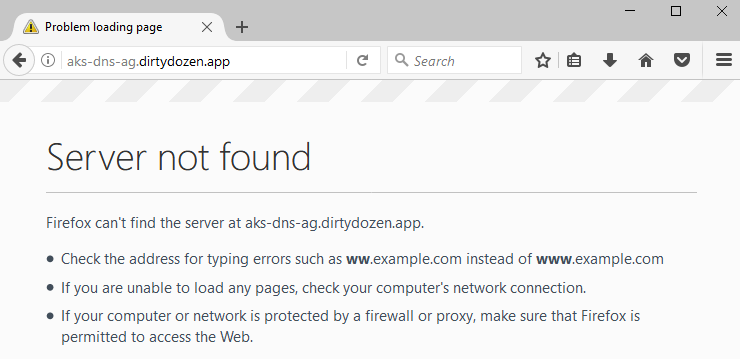 Problem loading page
aks-dns-ag.dirtydozen.app
Search
Server not found
Firefox can't find the server at aks-dns-ag.dirtydozen.app.
Check the address for typing errors such as ww.example.com instead of www.example.com
If you are unable to load any pages, check your computer's network connection.
If your computer or network is protected by a firewall or proxy, make sure that Firefox is
permitted to access the Web.